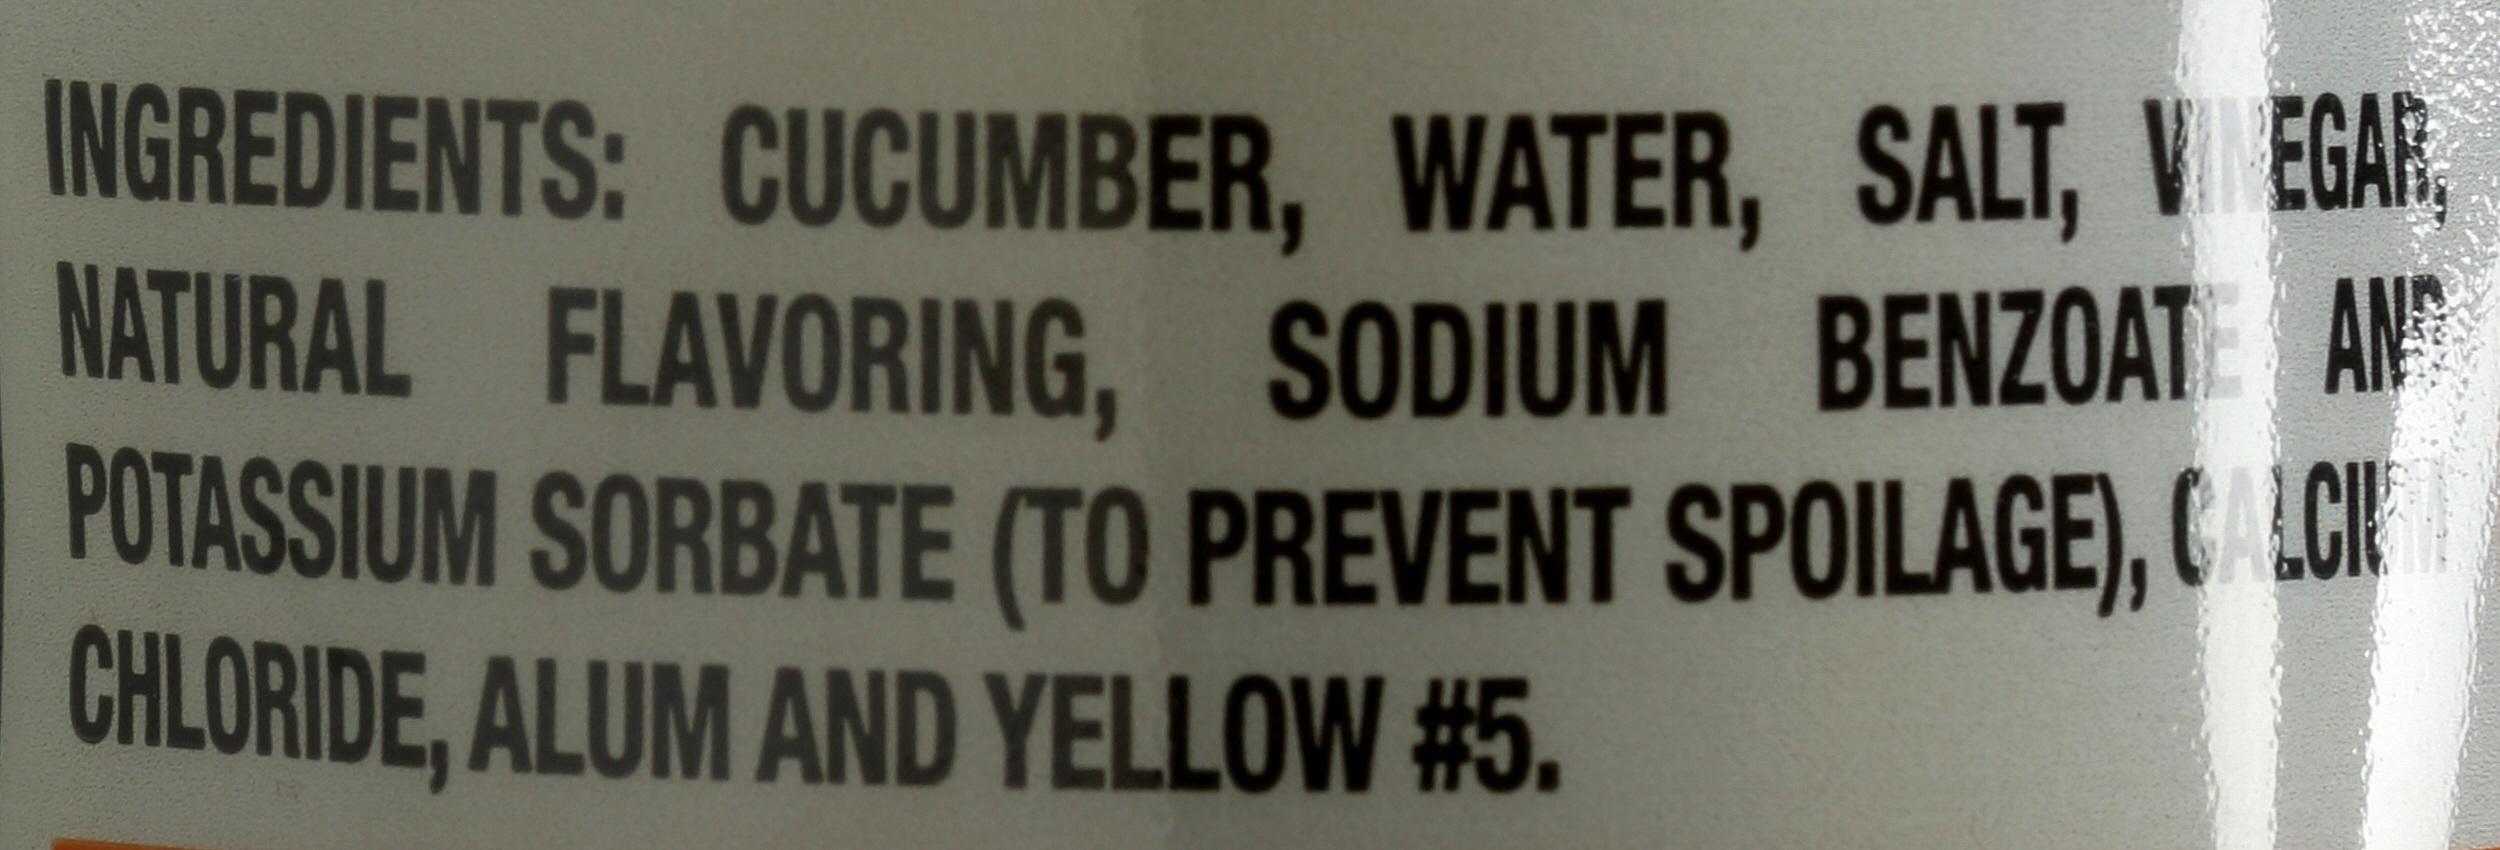 INGREDIENTS: CUCUMBER, WATER, SALT, VINEGAR,
NATURAL FLAVORING, SODIUM BENZOATE AND
POTASSIUM SORBATE (TO PREVENT SPOILAGE), CALCIUM
CHLORIDE, ALUM AND YELLOW #5.